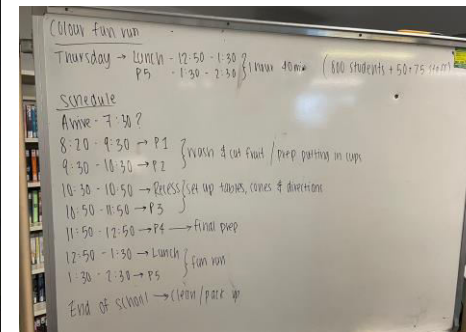 Colour fun run
Thursday → Lunch - 12:50 - 1:30
P5 - 1:30 - 2:30 } 1 hour 40 min (800 students + 50+75
Schedule
Arrive - 7:30?
8:20 - 9:30 → P1
9:30 - 10:30 → P2 } wash & cut fruit / prep putting in cups
10:30 - 10:50 → Recess
10:50 - 11:50 → P3 } set up tables, cones & directions
11:50 - 12:50 → P4 → final prep
12:50 - 1:30 → Lunch
1:30 - 2:30 → P5 } fun run
End of school → clean / pack up